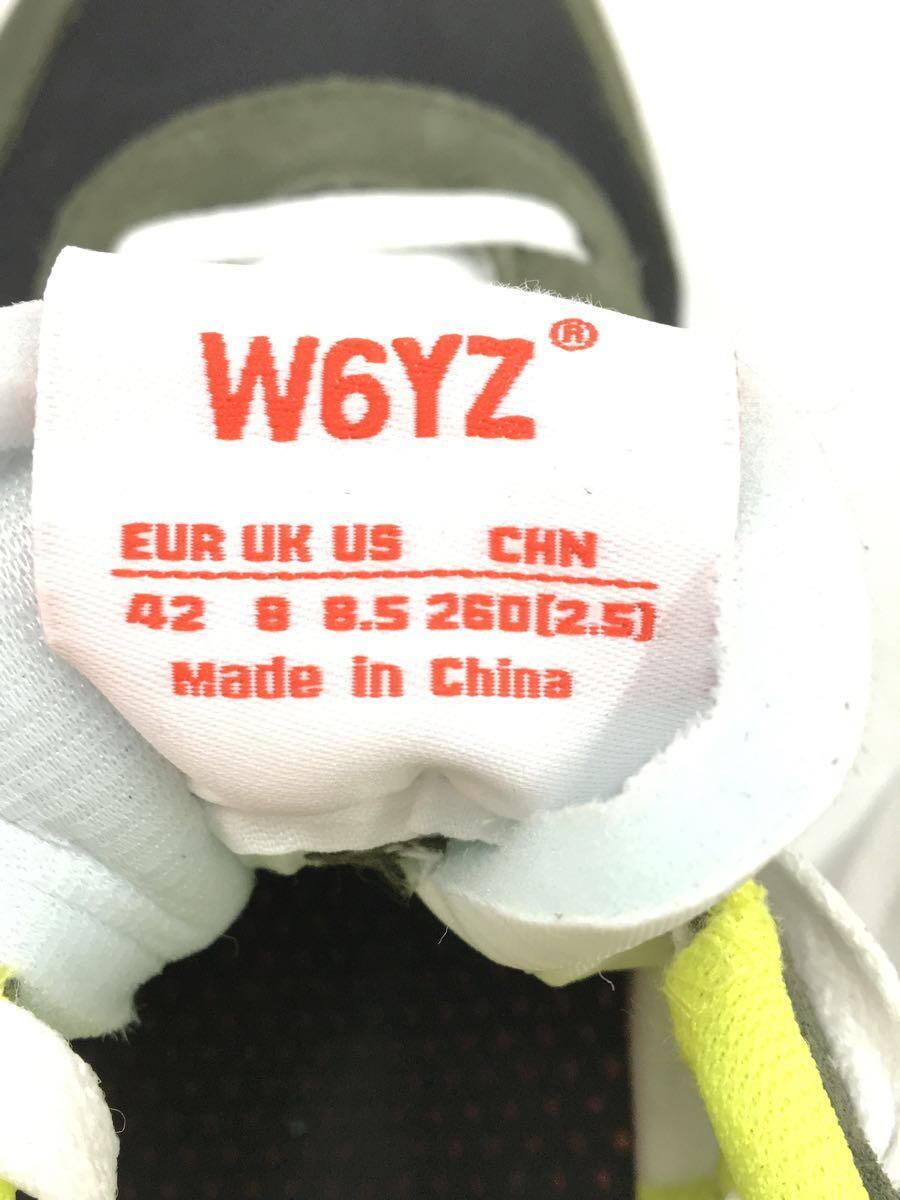 W6YZ®
EUR UK US CHN
42 8 8.5 260(2.5)
Made in China